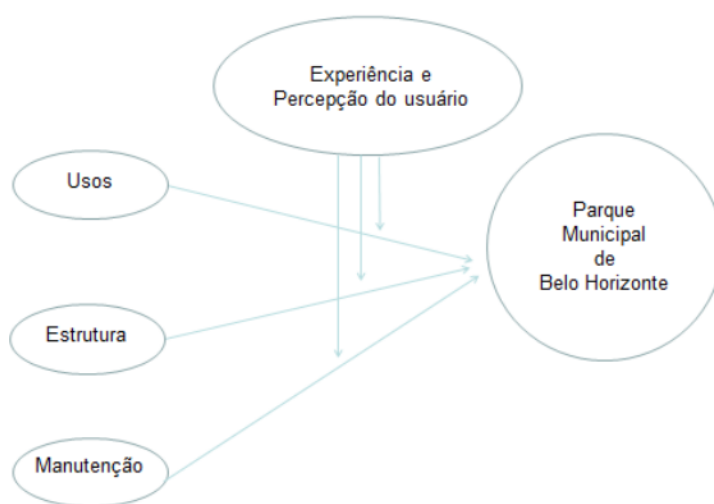 Experiência e
Percepção do usuário
Usos
Parque
Municipal
de
Belo Horizonte
Estrutura
Manutenção